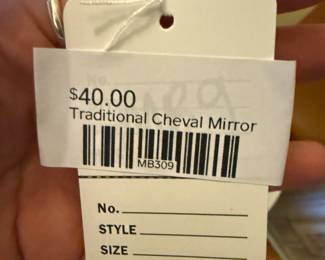 $40.00
Traditional Cheval Mirror
MB309
No.
STYLE
SIZE